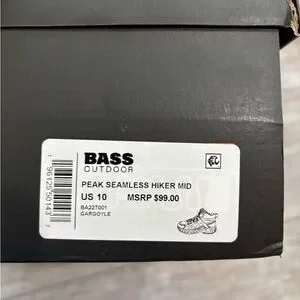 BASS
OUTDOOR
PEAK SEAMLESS HIKER MID
US 10 MSRP $99.00
BA22T001
GARGOYLE